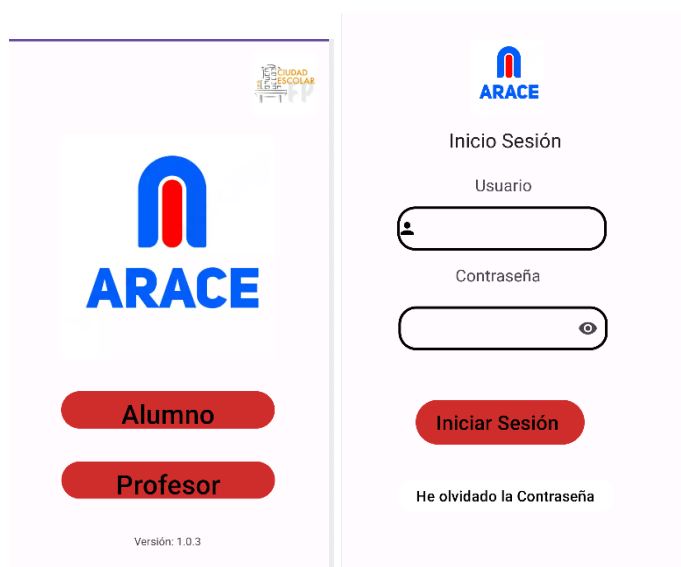 CIUDAD
ESCOLAR
FP
ARACE
Alumno
Profesor
Versión: 1.0.3
ARACE
Inicio Sesión
Usuario
Contraseña
Iniciar Sesión
He olvidado la Contraseña